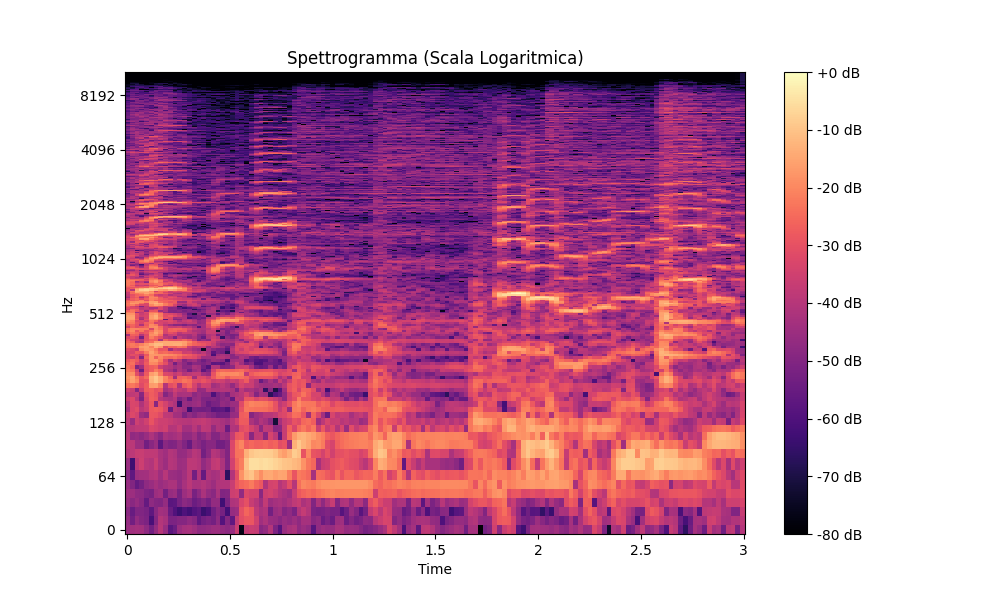 Spettrogramma (Scala Logaritmica)
Hz
8192
4096
2048
1024
512
256
128
64
0
0 0.5 1 1.5 2 2.5 3
Time
+0 dB
-10 dB
-20 dB
-30 dB
-40 dB
-50 dB
-60 dB
-70 dB
-80 dB